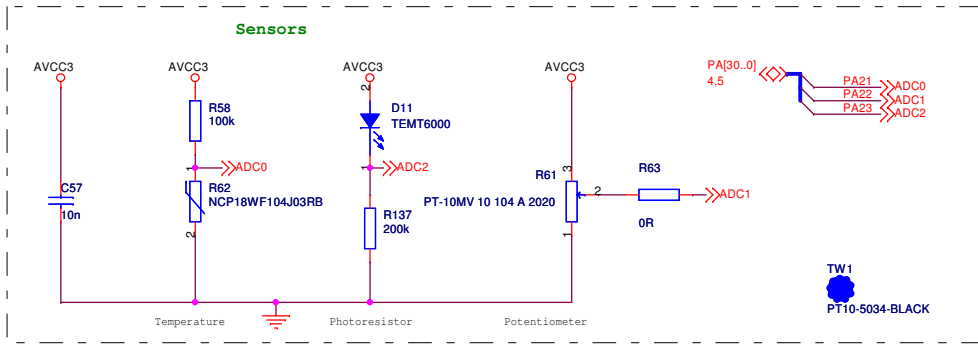 Sensors
AVCC3
AVCC3
AVCC3
AVCC3
PA[30..0]
4,5
PA21
ADC0
PA22
ADC1
PA23
ADC2
R58
100k
2
D11
TEMT6000
1
ADC0
1
ADC2
R61
3
R63
C57
10n
R62
NCP18WF104J03RB
PT-10MV 10 104 A 2020
2
ADC1
R137
200k
2
1
0R
TW1
PT10-5034-BLACK
Temperature
Photoresistor
Potentiometer